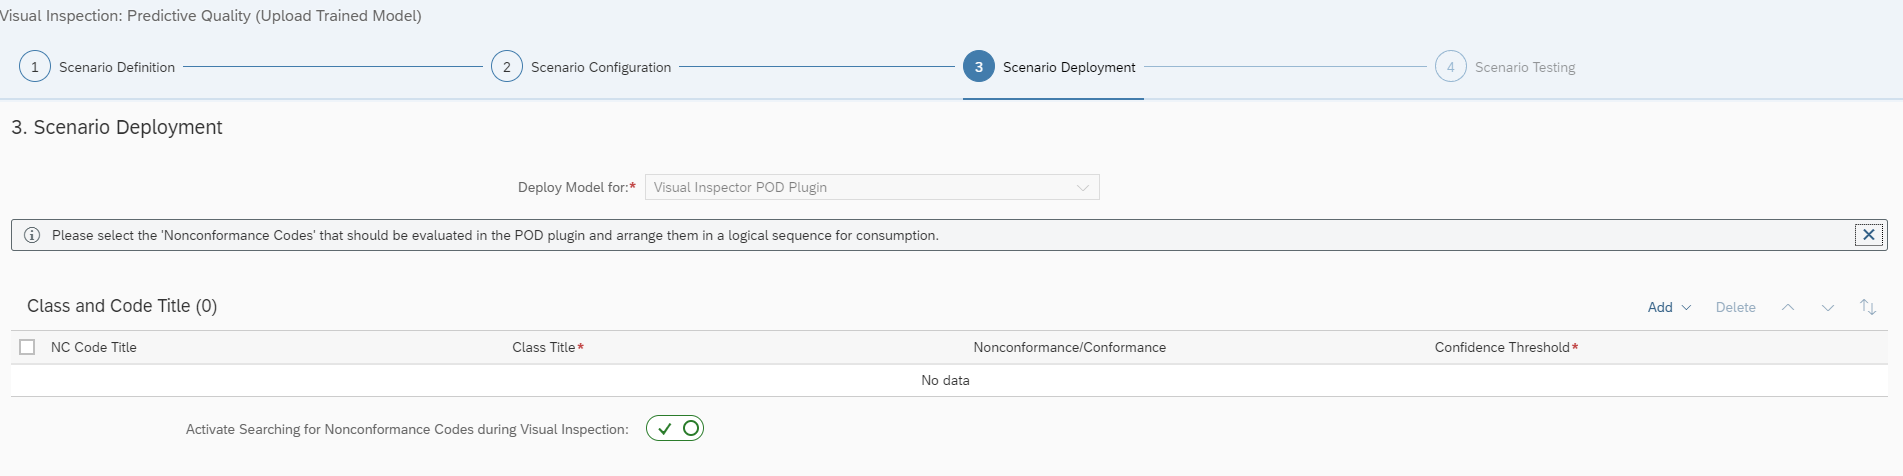 Visual Inspection: Predictive Quality (Upload Trained Model)
1 Scenario Definition 2 Scenario Configuration 3 Scenario Deployment 4 Scenario Testing
3. Scenario Deployment
Deploy Model for:* Visual Inspector POD Plugin
Please select the 'Nonconformance Codes' that should be evaluated in the POD plugin and arrange them in a logical sequence for consumption.
Class and Code Title (0) Add Delete
NC Code Title Class Title* Nonconformance/Conformance Confidence Threshold*
No data
Activate Searching for Nonconformance Codes during Visual Inspection: